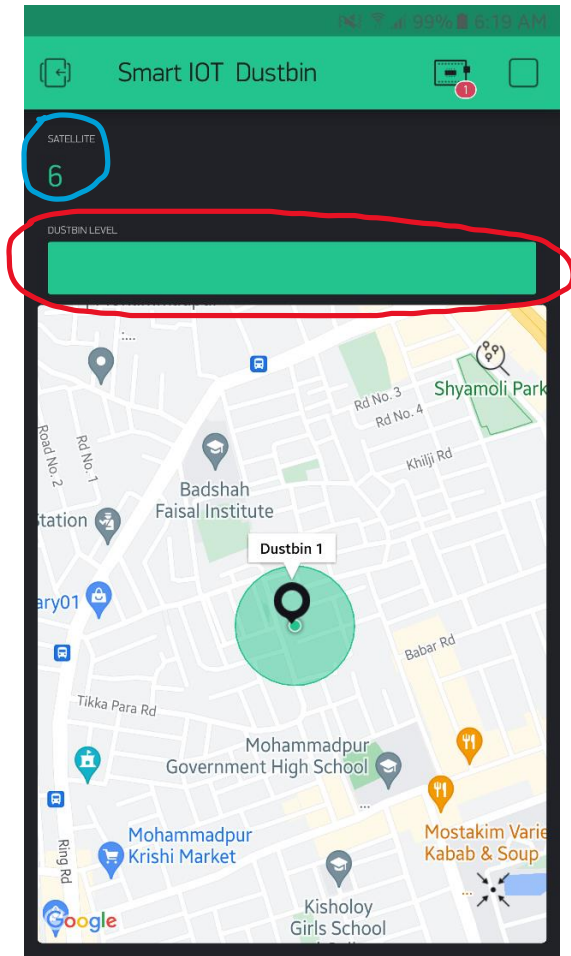 99% 6:19 AM
Smart IOT Dustbin
1
SATELLITE
6
DUSTBIN LEVEL
Shyamoli Park
Rd No. 3
Rd No. 4
Road No. 2
Rd No. 1
Khilji Rd
Badshah
Faisal Institute
tation
Dustbin 1
ary01
Babar Rd
Tikka Para Rd
Mohammadpur
Government High School
...
Mohammadpur
Krishi Market
Mostakim Varie
Kabab & Soup
Ring Rd
...
Kisholoy
Girls School
Google